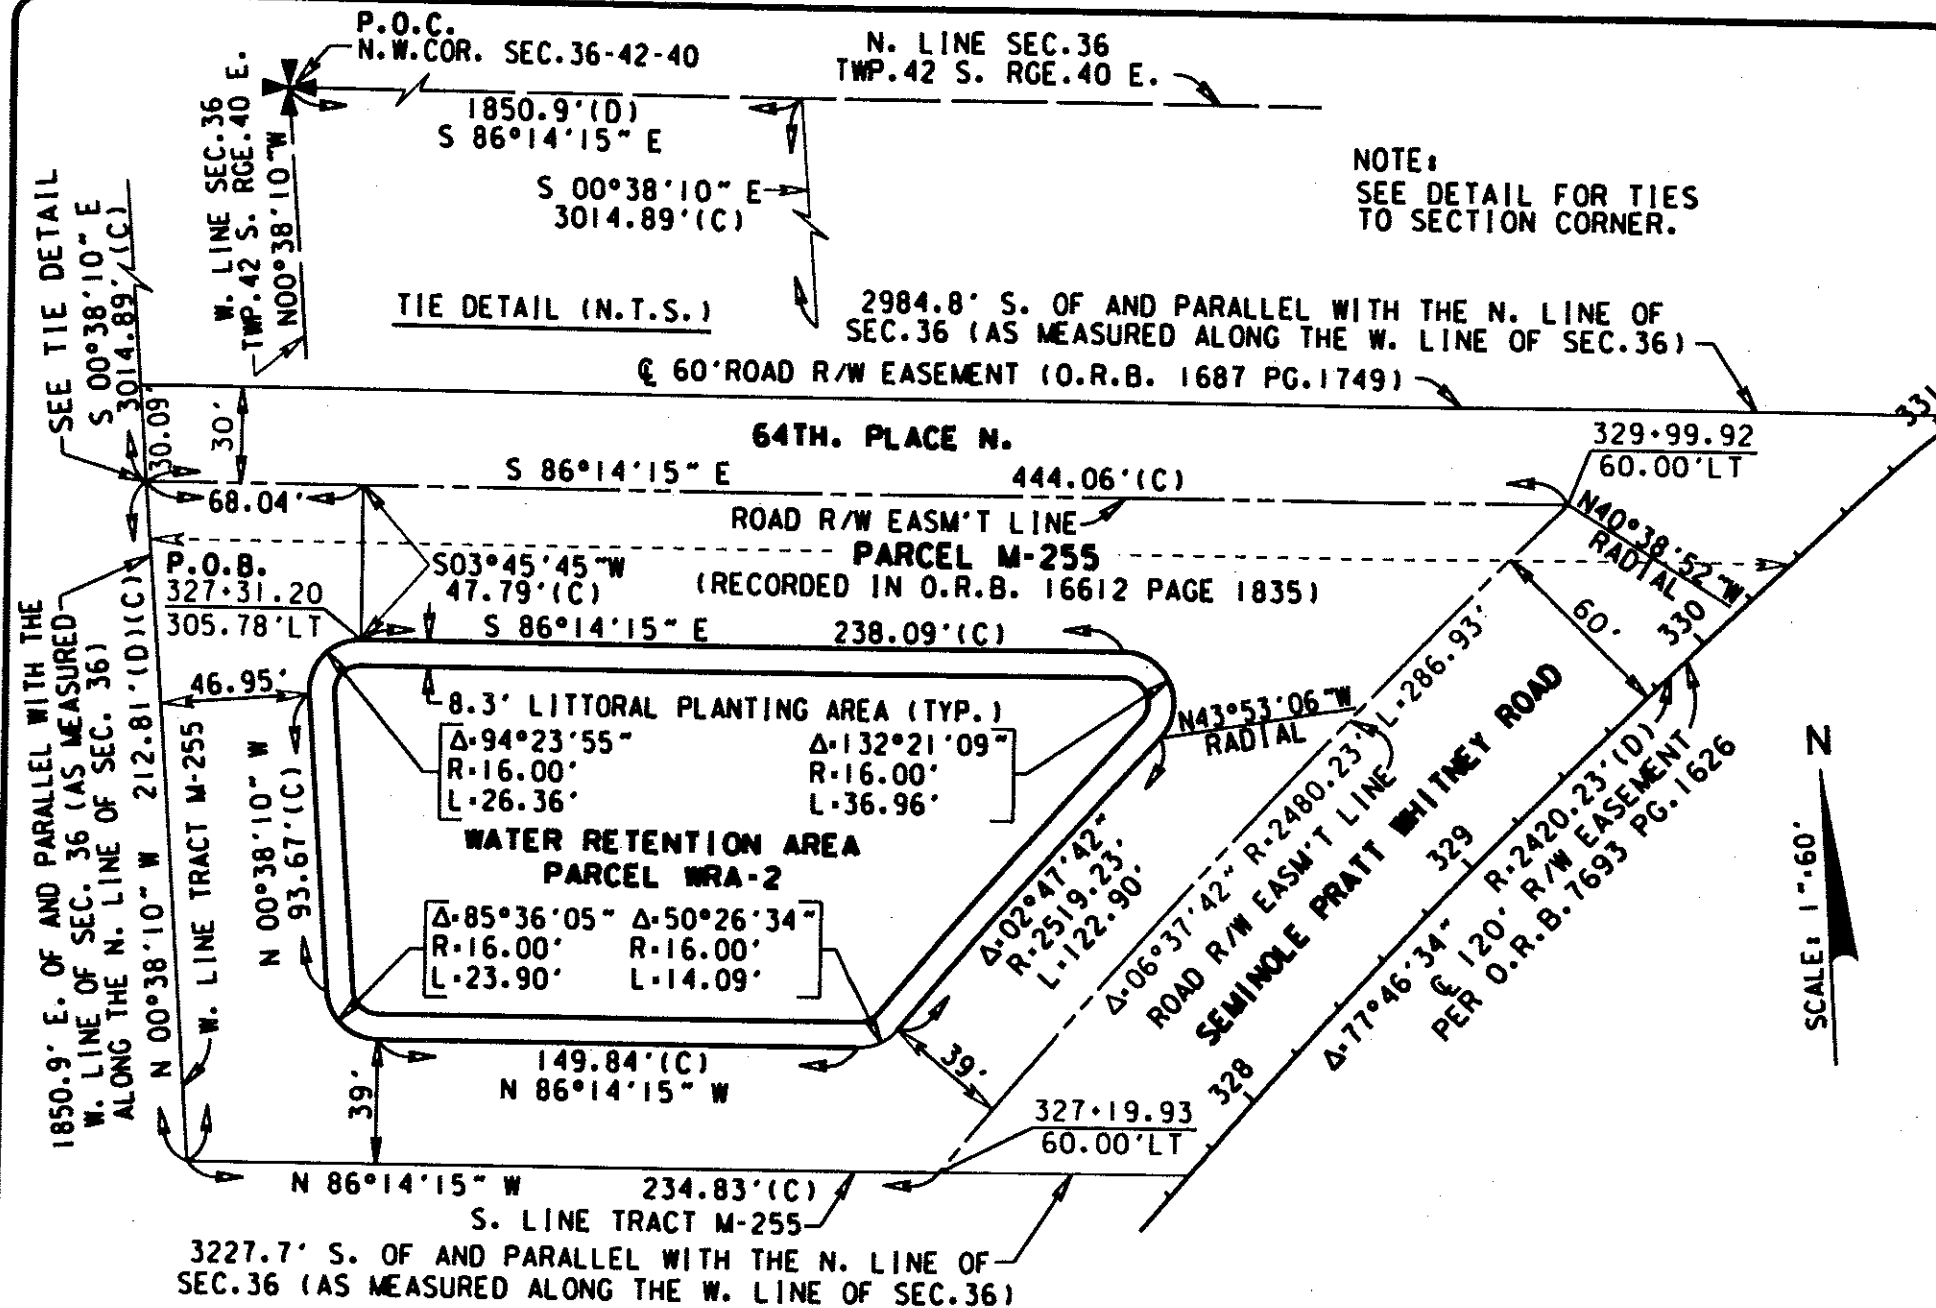 P.O.C.
N.W.COR. SEC.36-42-40
N. LINE SEC.36
TWP.42 S. RGE.40 E.
W. LINE SEC.36
TWP.42 S. RGE.40 E.
N00°38'10"W
1850.9'(D)
S 86°14'15" E
S 00°38'10" E
3014.89'(C)
NOTE:
SEE DETAIL FOR TIES
TO SECTION CORNER.
SEE TIE DETAIL
S 00°38'10" E
3014.89'(C)
TIE DETAIL (N.T.S.)
2984.8' S. OF AND PARALLEL WITH THE N. LINE OF
SEC.36 (AS MEASURED ALONG THE W. LINE OF SEC.36)
℄ 60'ROAD R/W EASEMENT (O.R.B. 1687 PG.1749)
331
30.09'
30'
64TH. PLACE N.
329+99.92
60.00'LT
S 86°14'15" E 444.06'(C)
68.04'
ROAD R/W EASM'T LINE
N40°38'52"W
RADIAL
PARCEL M-255
(RECORDED IN O.R.B. 16612 PAGE 1835)
P.O.B.
327+31.20
305.78'LT
S03°45'45"W
47.79'(C)
S 86°14'15" E 238.09'(C)
60'
330
46.95'
8.3' LITTORAL PLANTING AREA (TYP.)
Δ=94°23'55"
R=16.00'
L=26.36'
Δ=132°21'09"
R=16.00'
L=36.96'
N43°53'06"W
RADIAL
WATER RETENTION AREA
PARCEL WRA-2
Δ=85°36'05"
R=16.00'
L=23.90'
Δ=50°26'34"
R=16.00'
L=14.09'
N 00°38'10" W
93.67'(C)
1850.9' E. OF AND PARALLEL WITH THE
W. LINE OF SEC. 36 (AS MEASURED
ALONG THE N. LINE OF SEC. 36)
N 00°38'10" W 212.81'(D)(C)
W. LINE TRACT M-255
Δ=02°47'42"
R=2519.23'
L=122.90'
Δ=06°37'42" R=2480.23' L=286.93'
ROAD R/W EASM'T LINE
SEMINOLE PRATT WHITNEY ROAD
329
Δ=77°46'34" R=2420.23'(D)
℄ 120' R/W EASEMENT
PER O.R.B.7693 PG.1626
N
SCALE: 1"=60'
149.84'(C)
N 86°14'15" W
39'
39'
328
327+19.93
60.00'LT
N 86°14'15" W 234.83'(C)
S. LINE TRACT M-255
3227.7' S. OF AND PARALLEL WITH THE N. LINE OF
SEC.36 (AS MEASURED ALONG THE W. LINE OF SEC.36)